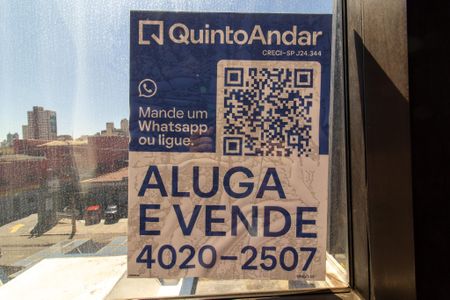 QuintoAndar
CRECI-SP J24.344
Mande um
Whatsapp
ou ligue.
ALUGA
E VENDE
4020-2507